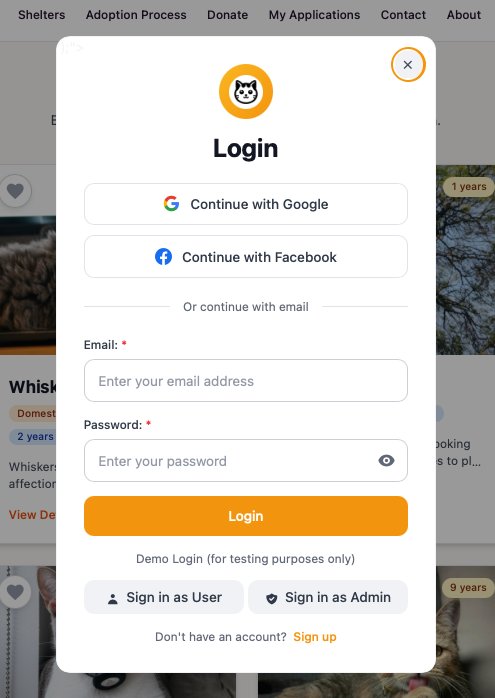 Shelters Adoption Process Donate My Applications Contact About
);">
×
Login
1 years
Continue with Google
Continue with Facebook
Or continue with email
Email: *
Enter your email address
Whisk
Domest
2 years
Password: *
ooking
Whiskers
Enter your password
s to pl...
affection
View De
Login
Demo Login (for testing purposes only)
9 years
Sign in as User Sign in as Admin
Don't have an account? Sign up